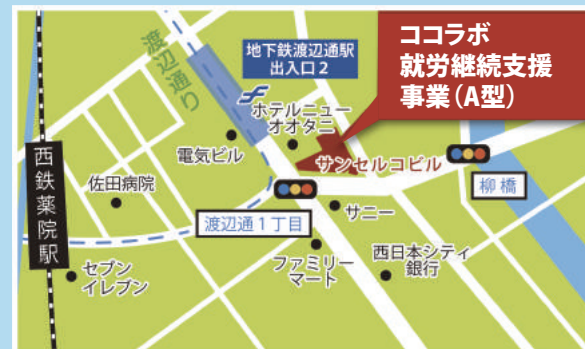 ココラボ
就労継続支援
事業(A型)
地下鉄渡辺通駅
出入口2
渡辺通り
ホテルニュー
オオタニ
電気ビル
サンセルコビル
柳橋
西鉄薬院駅
佐田病院
渡辺通1丁目
サニー
セブン
イレブン
ファミリー
マート
西日本シティ
銀行